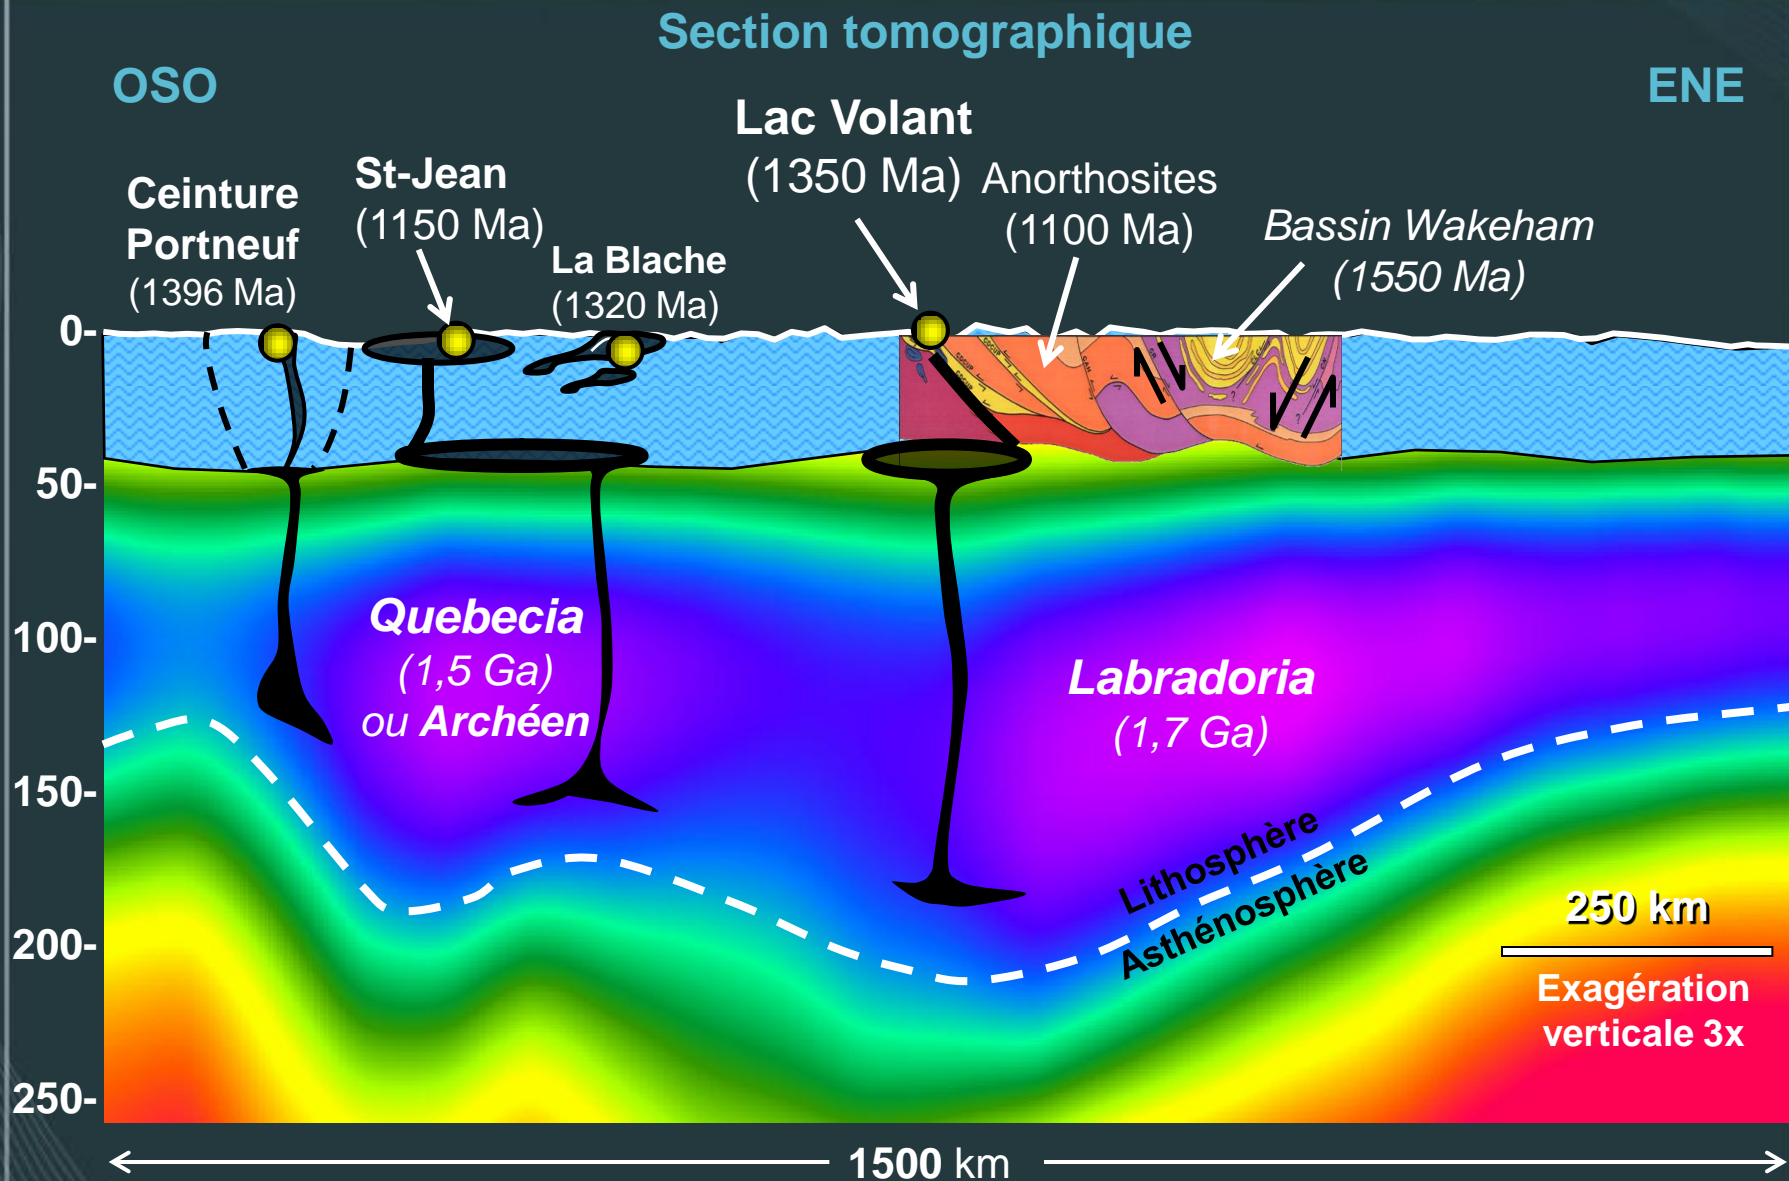 Section tomographique
OSO
ENE
Lac Volant
(1350 Ma)
Ceinture
Portneuf
(1396 Ma)
St-Jean
(1150 Ma)
La Blache
(1320 Ma)
Anorthosites
(1100 Ma)
Bassin Wakeham
(1550 Ma)
0-
50-
100-
150-
200-
250-
Quebecia
(1,5 Ga)
ou Archéen
Labradoria
(1,7 Ga)
Lithosphère
Asthénosphère
250 km
Exagération
verticale 3x
1500 km